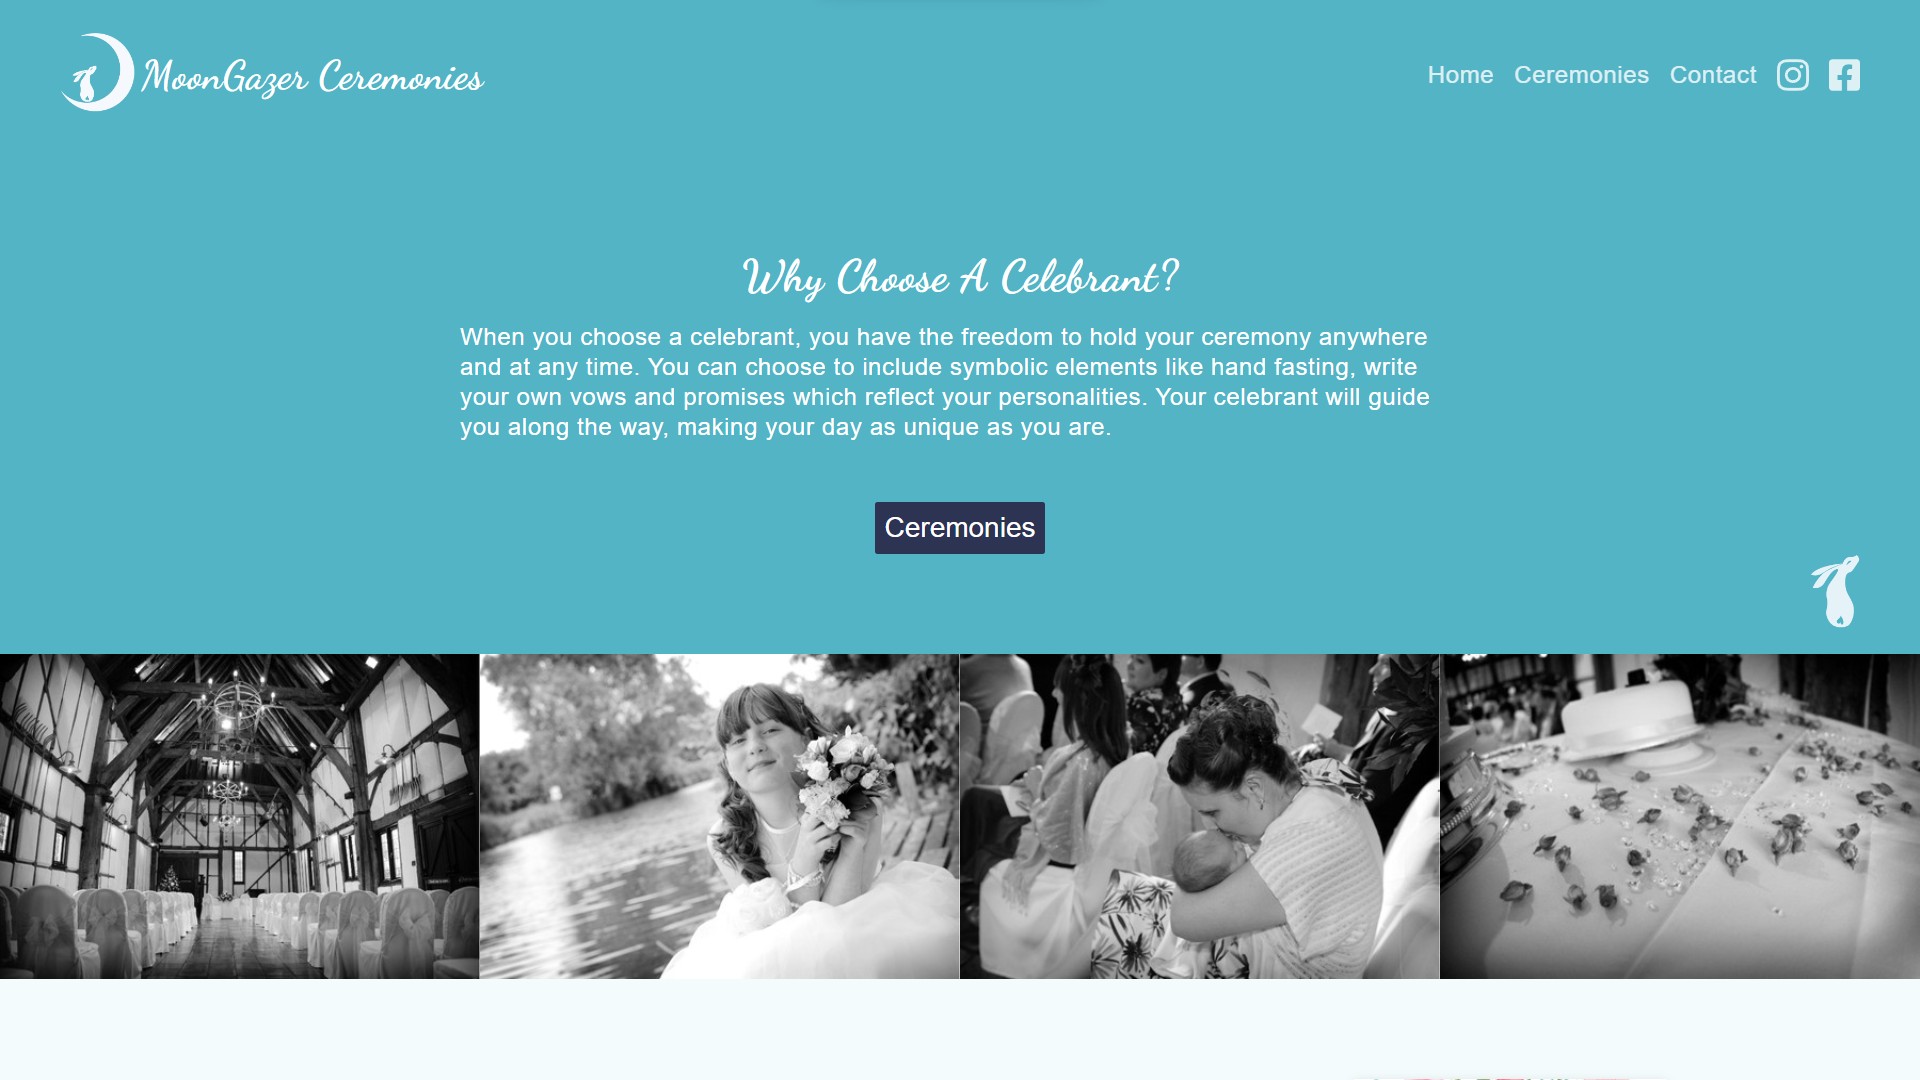 MoonGazer Ceremonies
Home Ceremonies Contact
Why Choose A Celebrant?
When you choose a celebrant, you have the freedom to hold your ceremony anywhere
and at any time. You can choose to include symbolic elements like hand fasting, write
your own vows and promises which reflect your personalities. Your celebrant will guide
you along the way, making your day as unique as you are.
Ceremonies